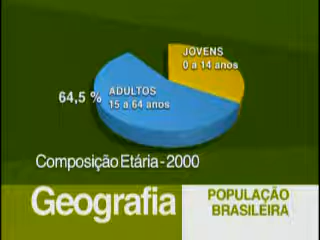 JOVENS
0 a 14 anos
64,5 %
ADULTOS
15 a 64 anos
Composição Etária - 2000
Geografia
POPULAÇÃO
BRASILEIRA